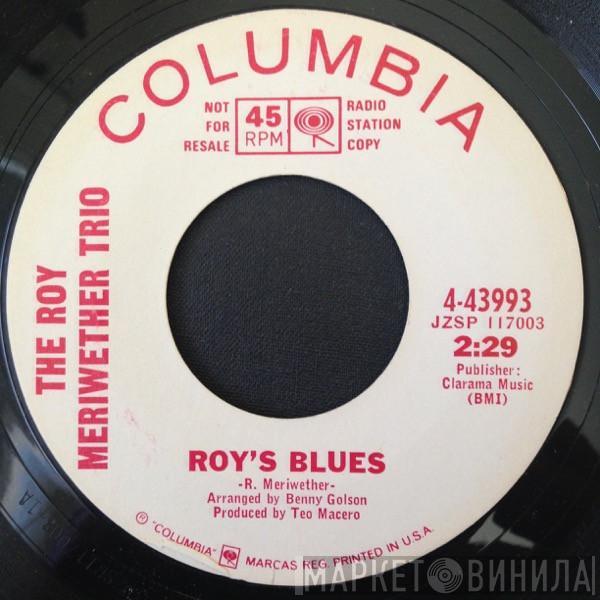 COLUMBIA
NOT
FOR
RESALE
45
RPM
RADIO
STATION
COPY
THE ROY
MERIWETHER TRIO
4-43993
JZSP 117003
2:29
Publisher:
Clarama Music
(BMI)
ROY'S BLUES
-R. Meriwether-
Arranged by Benny Golson
Produced by Teo Macero
® "COLUMBIA" MARCAS REG. PRINTED IN U.S.A.
МАРКЕТ ВИНИЛА